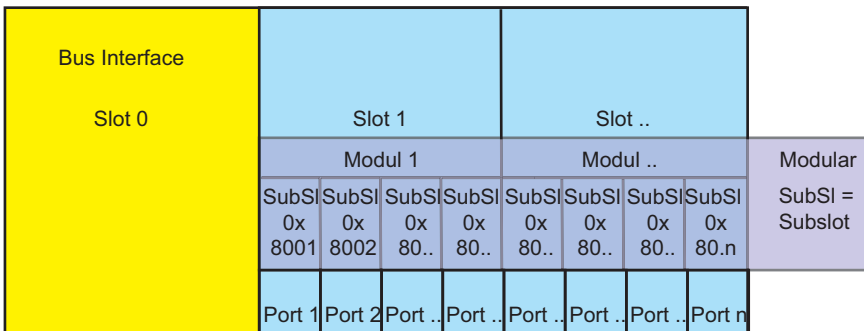 Bus Interface
Slot 0
Slot 1
Slot ..
Modul 1
Modul ..
Modular
SubSl =
Subslot
SubSl
0x
8001
SubSl
0x
8002
SubSl
0x
80..
SubSl
0x
80..
SubSl
0x
80..
SubSl
0x
80..
SubSl
0x
80..
SubSl
0x
80.n
Port 1
Port 2
Port ..
Port ..
Port ..
Port ..
Port ..
Port n